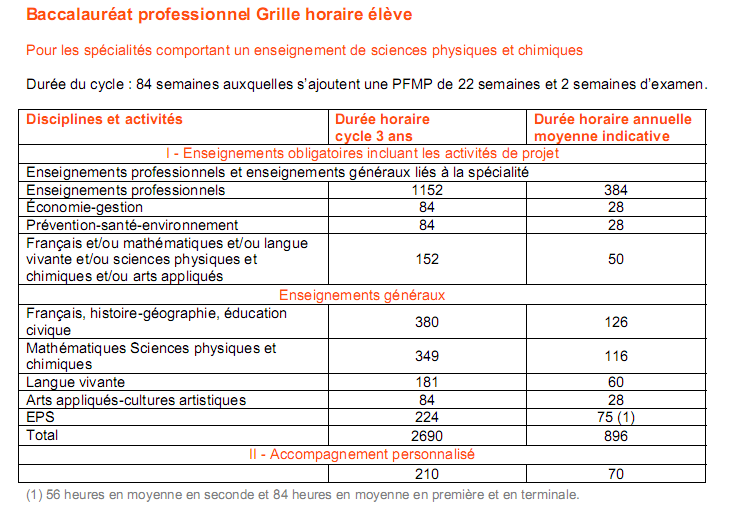 Baccalauréat professionnel Grille horaire élève
Pour les spécialités comportant un enseignement de sciences physiques et chimiques
Durée du cycle : 84 semaines auxquelles s'ajoutent une PFMP de 22 semaines et 2 semaines d'examen.
Disciplines et activités Durée horaire Durée horaire annuelle
cycle 3 ans moyenne indicative
I - Enseignements obligatoires incluant les activités de projet
Enseignements professionnels et enseignements généraux liés à la spécialité
Enseignements professionnels 1152 384
Économie-gestion 84 28
Prévention-santé-environnement 84 28
Français et/ou mathématiques et/ou langue
vivante et/ou sciences physiques et 152 50
chimiques et/ou arts appliqués
Enseignements généraux
Français, histoire-géographie, éducation
civique 380 126
Mathématiques Sciences physiques et
chimiques 349 116
Langue vivante 181 60
Arts appliqués-cultures artistiques 84 28
EPS 224 75 (1)
Total 2690 896
II - Accompagnement personnalisé
210 70
(1) 56 heures en moyenne en seconde et 84 heures en moyenne en première et en terminale.